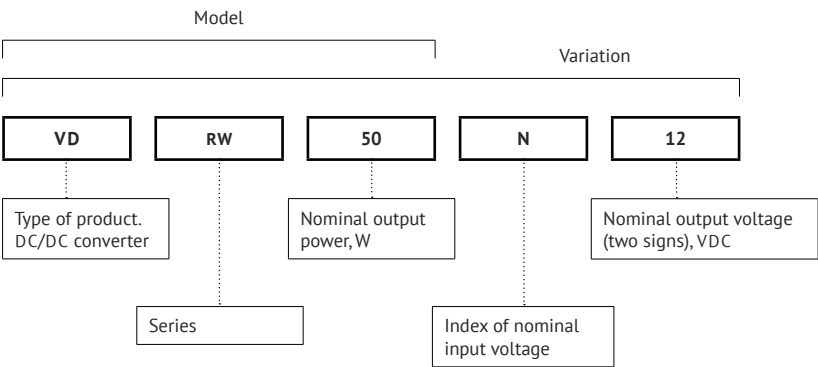 Model
Variation
VD RW 50 N 12
Type of product.
DC/DC converter
Nominal output
power, W
Nominal output voltage
(two signs), VDC
Series
Index of nominal
input voltage